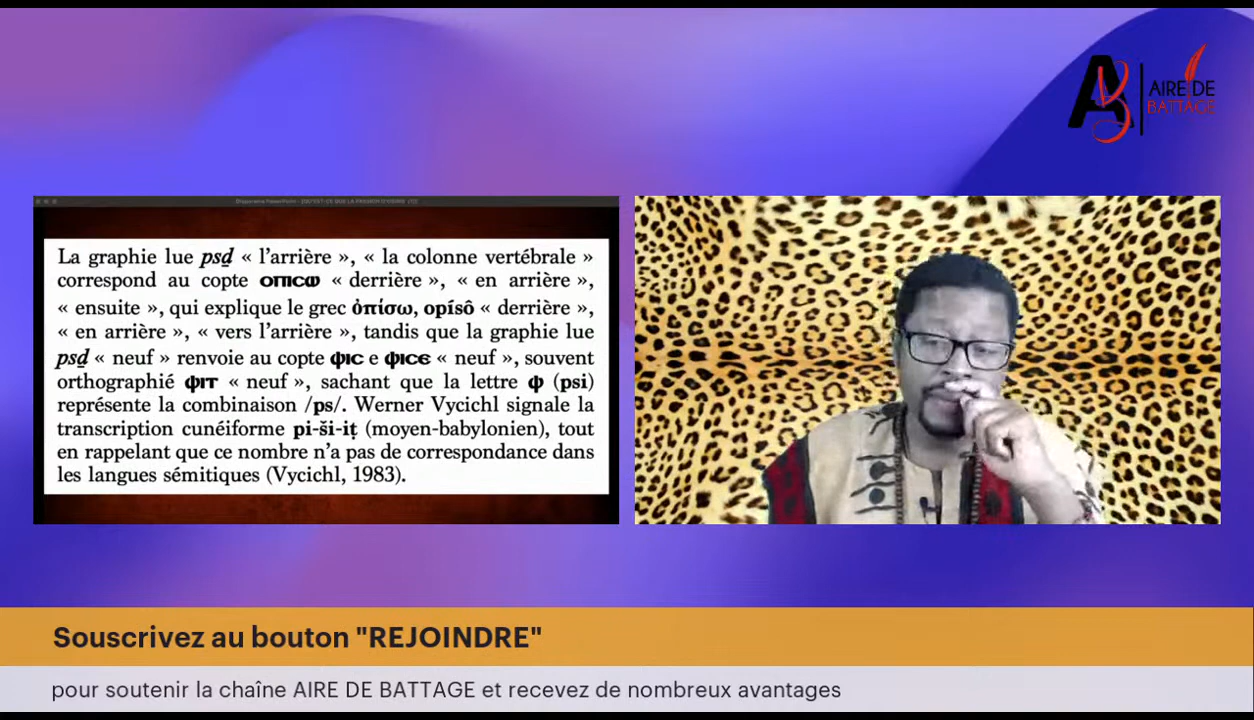 AIRE DE
BATTAGE
La graphie lue psḏ « l’arrière », « la colonne vertébrale »
correspond au copte ⲟⲡⲓⲥⲱ « derrière », « en arrière »,
« ensuite », qui explique le grec ὀπίσω, opísô « derrière »,
« en arrière », « vers l’arrière », tandis que la graphie lue
psḏ « neuf » renvoie au copte ⲯⲓⲥ e ⲯⲓⲥⲉ « neuf », souvent
orthographié ⲯⲓⲧ « neuf », sachant que la lettre ⲯ (psi)
représente la combinaison /ps/. Werner Vycichl signale la
transcription cunéiforme pi-ši-iṭ (moyen-babylonien), tout
en rappelant que ce nombre n’a pas de correspondance dans
les langues sémitiques (Vycichl, 1983).
Souscrivez au bouton "REJOINDRE"
pour soutenir la chaîne AIRE DE BATTAGE et recevez de nombreux avantages